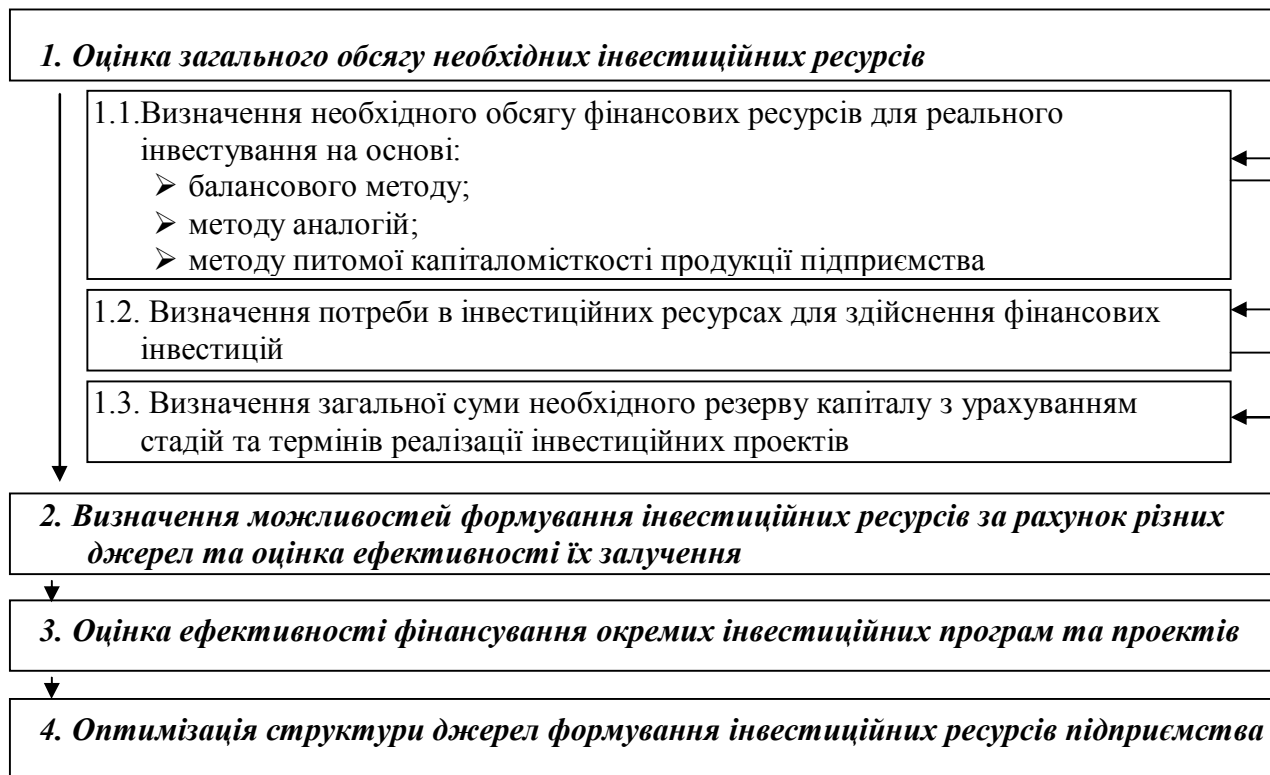 1. Оцінка загального обсягу необхідних інвестиційних ресурсів
1.1.Визначення необхідного обсягу фінансових ресурсів для реального
інвестування на основі:
➢ балансового методу;
➢ методу аналогій;
➢ методу питомої капіталомісткості продукції підприємства
1.2. Визначення потреби в інвестиційних ресурсах для здійснення фінансових
інвестицій
1.3. Визначення загальної суми необхідного резерву капіталу з урахуванням
стадій та термінів реалізації інвестиційних проектів
2. Визначення можливостей формування інвестиційних ресурсів за рахунок різних
джерел та оцінка ефективності їх залучення
3. Оцінка ефективності фінансування окремих інвестиційних програм та проектів
4. Оптимізація структури джерел формування інвестиційних ресурсів підприємства